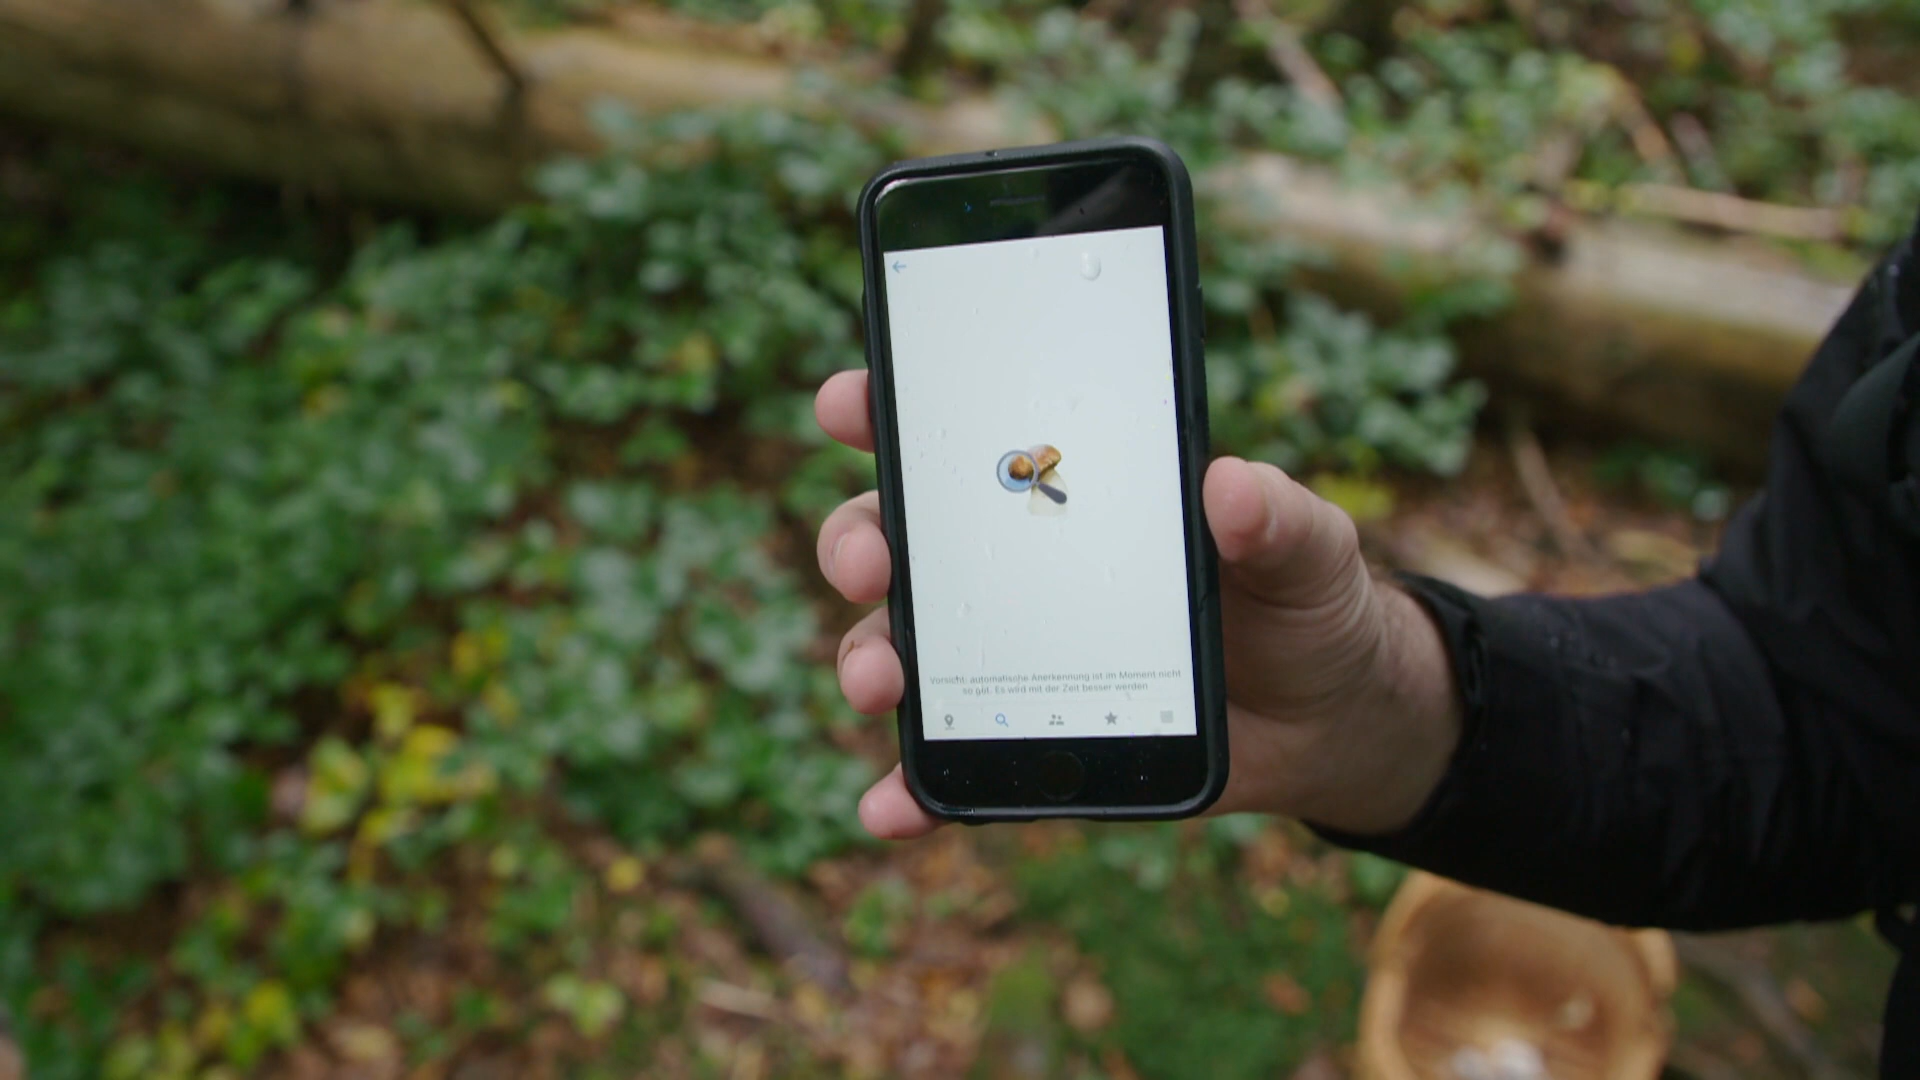 Vorsicht: automatische Anerkennung ist im Moment nicht
so gut. Es wird mit der Zeit besser werden